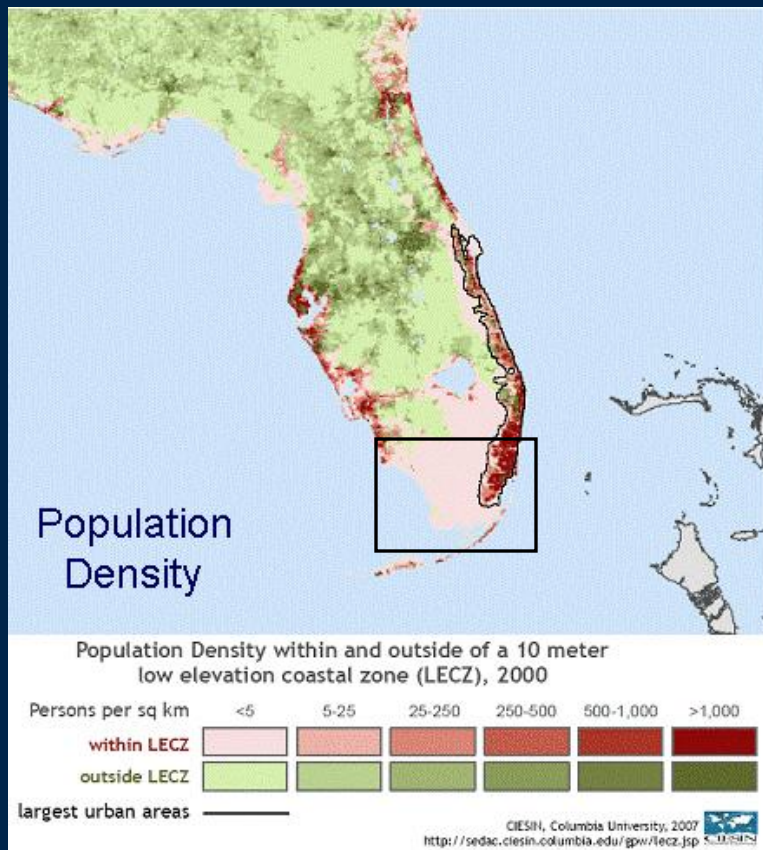 Population
Density
Population Density within and outside of a 10 meter
low elevation coastal zone (LECZ), 2000
Persons per sq km <5 5-25 25-250 250-500 500-1,000 >1,000
within LECZ
outside LECZ
largest urban areas
CIESIN, Columbia University, 2007
http://sedac.ciesin.columbia.edu/gpw/lecz.jsp
CIESIN